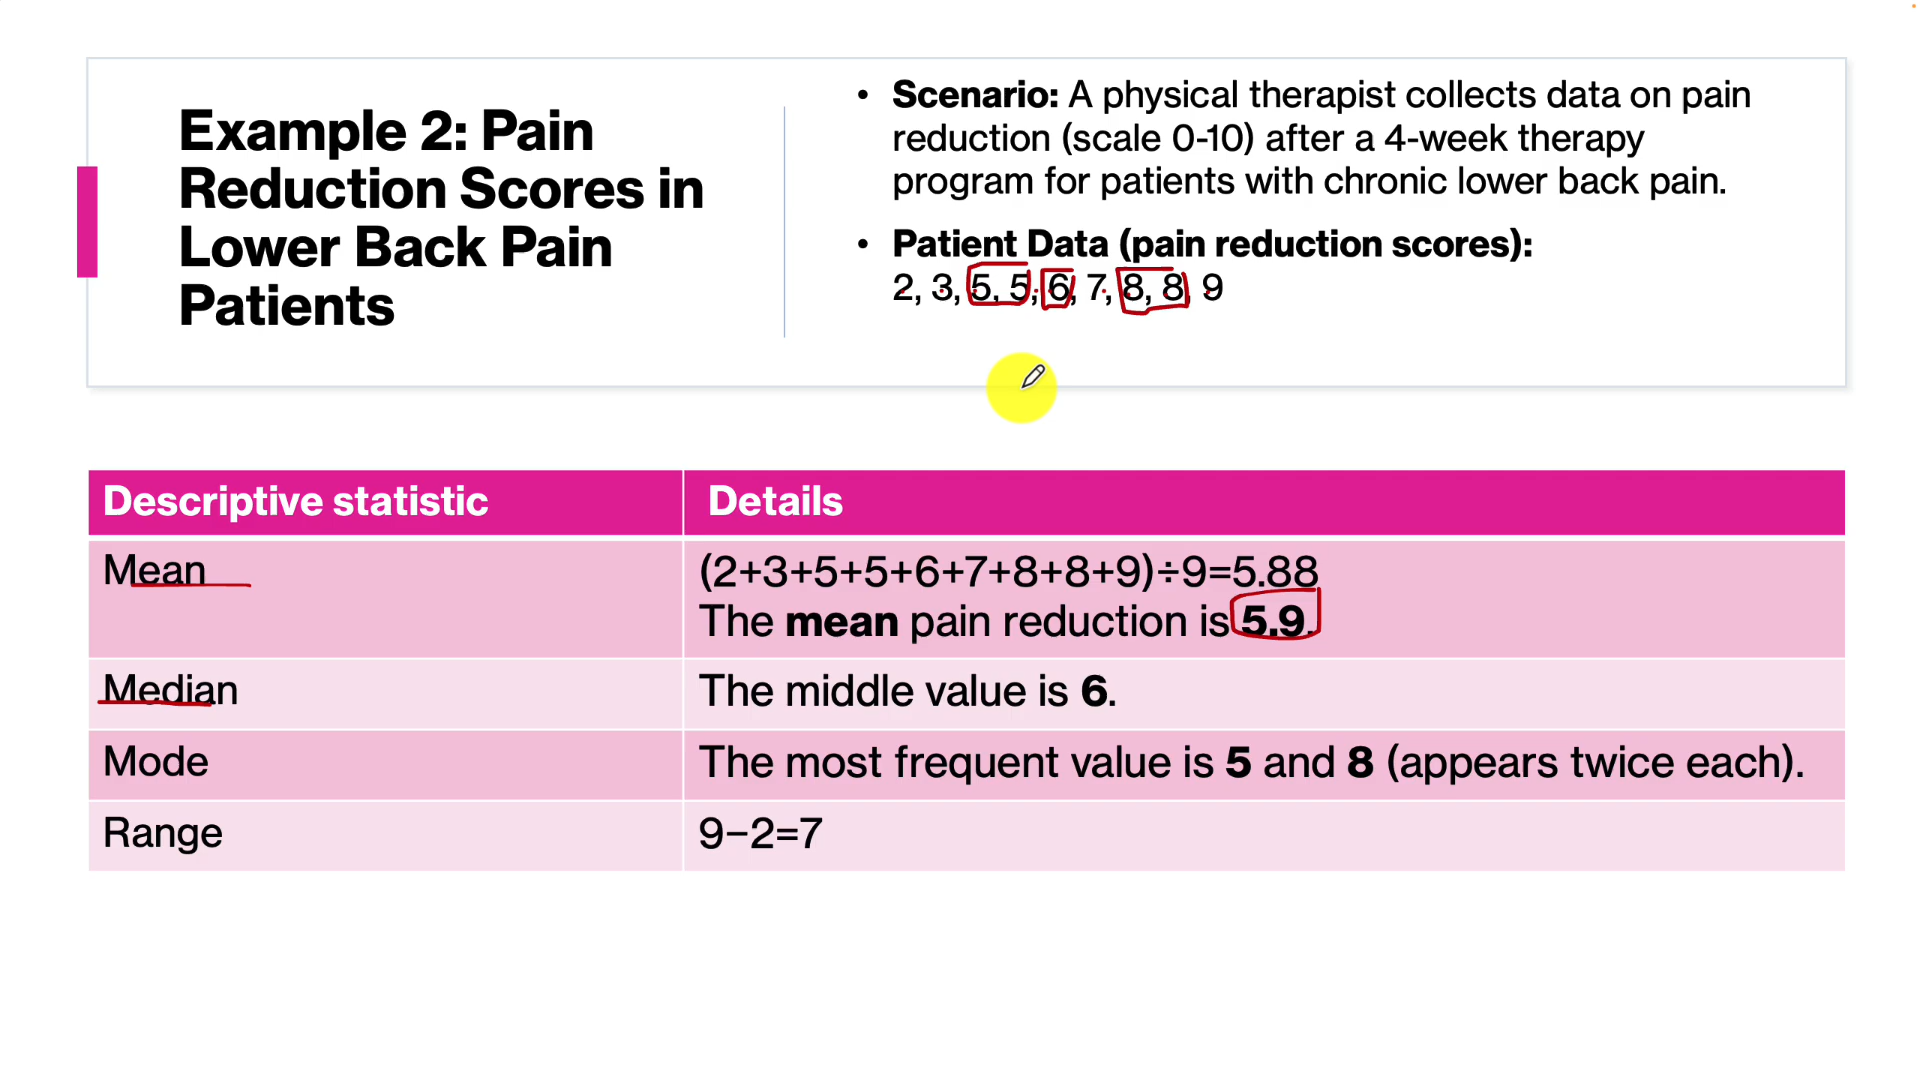 Example 2: Pain
Reduction Scores in
Lower Back Pain
Patients
• Scenario: A physical therapist collects data on pain
reduction (scale 0-10) after a 4-week therapy
program for patients with chronic lower back pain.
• Patient Data (pain reduction scores):
2, 3, 5, 5, 6, 7, 8, 8, 9
Descriptive statistic
Details
Mean
(2+3+5+5+6+7+8+8+9)÷9=5.88
The mean pain reduction is 5.9.
Median
The middle value is 6.
Mode
The most frequent value is 5 and 8 (appears twice each).
Range
9−2=7